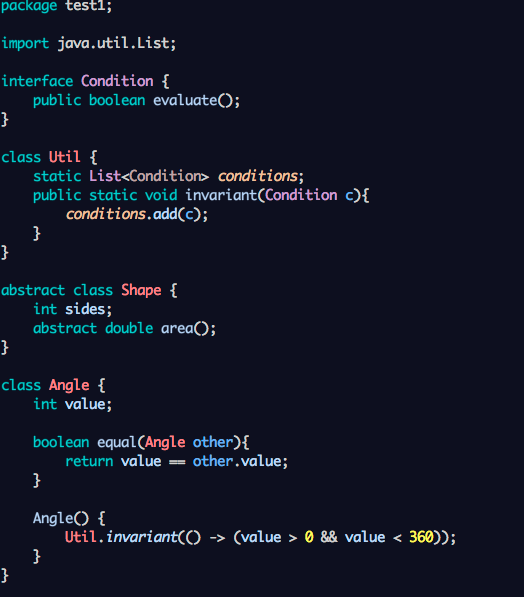 package test1;
import java.util.List;
interface Condition {
    public boolean evaluate();
}
class Util {
    static List<Condition> conditions;
    public static void invariant(Condition c){
        conditions.add(c);
    }
}
abstract class Shape {
    int sides;
    abstract double area();
}
class Angle {
    int value;
    boolean equal(Angle other){
        return value == other.value;
    }
    Angle() {
        Util.invariant(() -> (value > 0 && value < 360));
    }
}